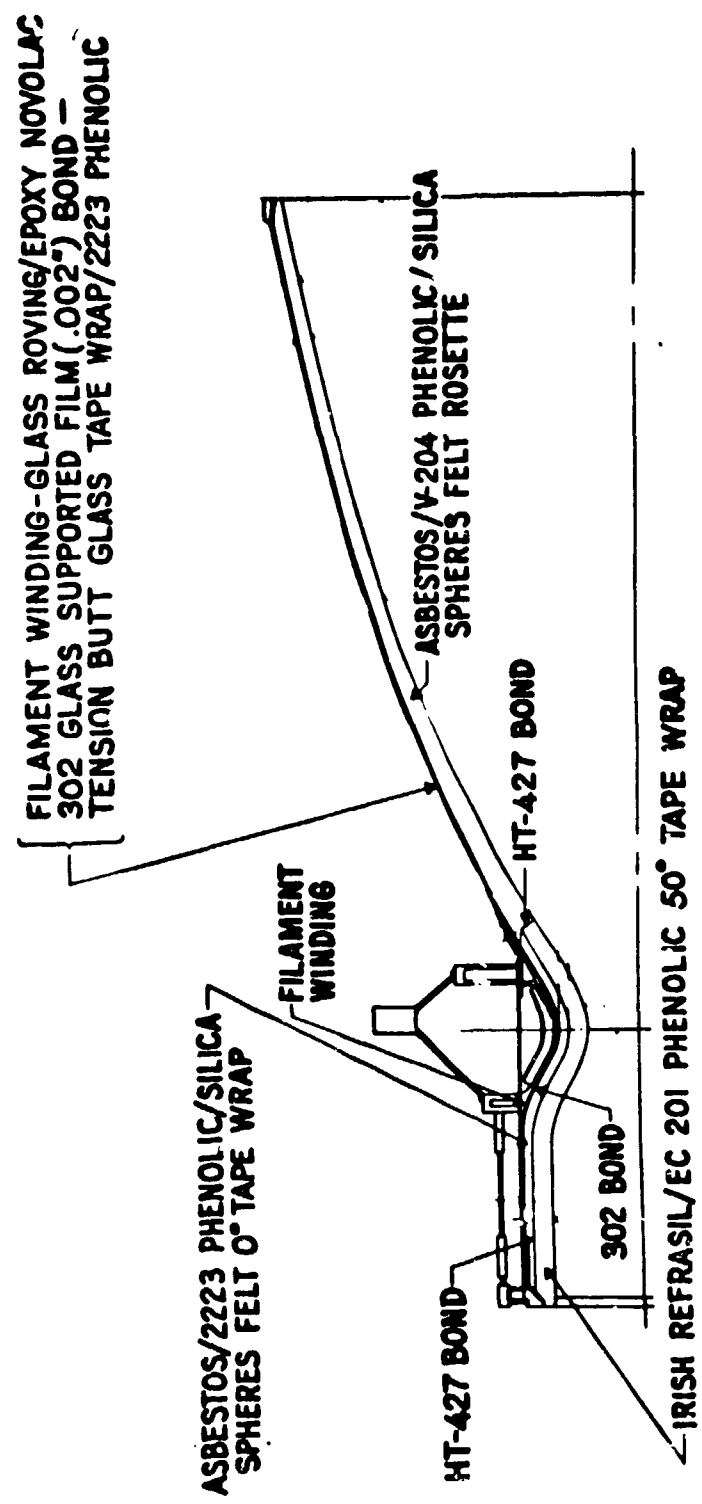 FILAMENT WINDING-GLASS ROVING/EPOXY NOVOLAC
302 GLASS SUPPORTED FILM (.002") BOND —
TENSION BUTT GLASS TAPE WRAP/2223 PHENOLIC
ASBESTOS/2223 PHENOLIC/SILICA
SPHERES FELT 0° TAPE WRAP
FILAMENT
WINDING
ASBESTOS/V-204 PHENOLIC/SILICA
SPHERES FELT ROSETTE
HT-427 BOND
HT-427 BOND
302 BOND
IRISH REFRASIL/EC 201 PHENOLIC 50° TAPE WRAP